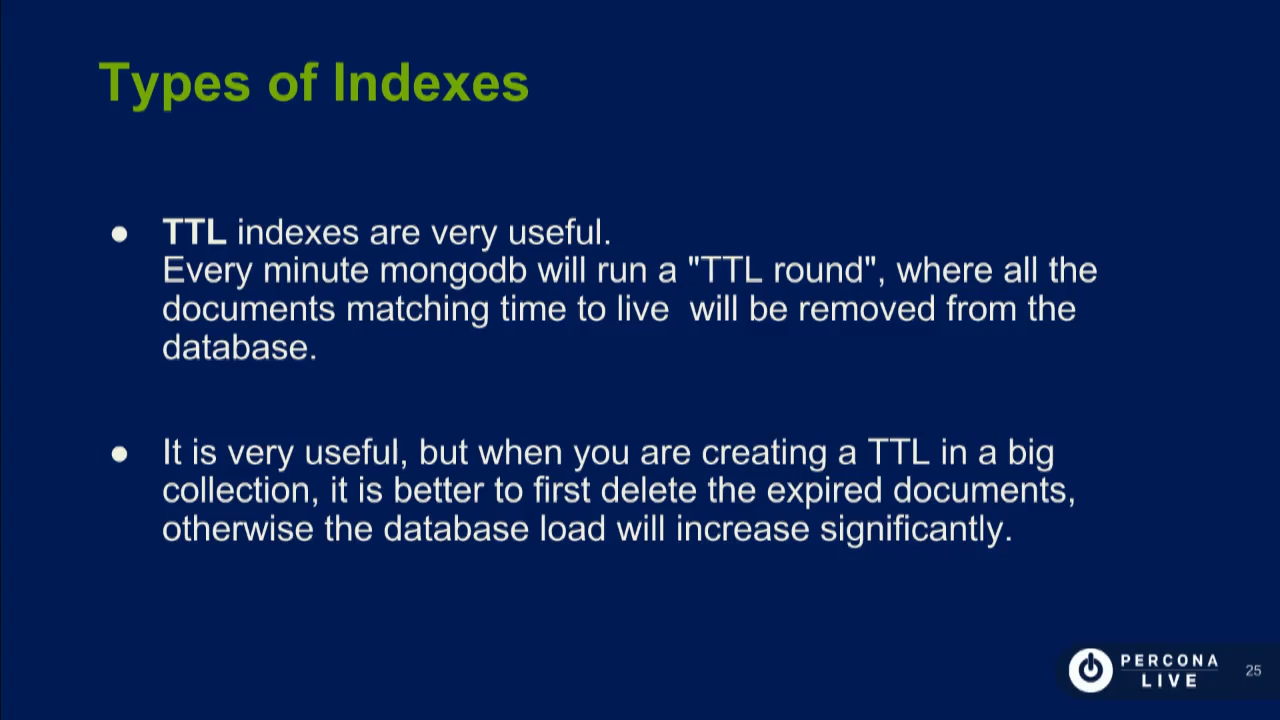 Types of Indexes
● TTL indexes are very useful.
Every minute mongodb will run a "TTL round", where all the
documents matching time to live  will be removed from the
database.
● It is very useful, but when you are creating a TTL in a big
collection, it is better to first delete the expired documents,
otherwise the database load will increase significantly.
PERCONA
LIVE
25